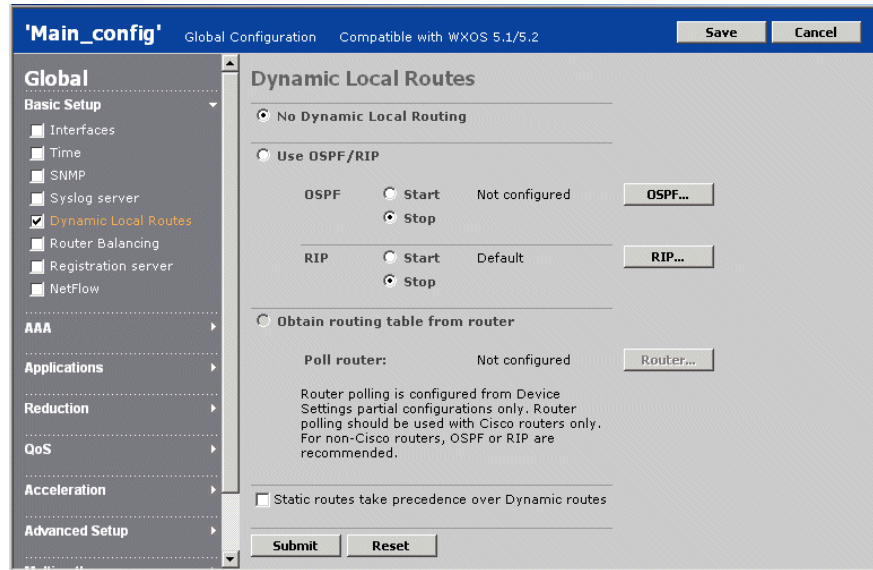 'Main_config' Global Configuration Compatible with WXOS 5.1/5.2 Save Cancel
Global
Basic Setup
Interfaces
Time
SNMP
Syslog server
Dynamic Local Routes
Router Balancing
Registration server
NetFlow
AAA
Applications
Reduction
QoS
Acceleration
Advanced Setup
Dynamic Local Routes
No Dynamic Local Routing
Use OSPF/RIP
OSPF Start Not configured OSPF...
Stop
RIP Start Default RIP...
Stop
Obtain routing table from router
Poll router: Not configured Router...
Router polling is configured from Device
Settings partial configurations only. Router
polling should be used with Cisco routers only.
For non-Cisco routers, OSPF or RIP are
recommended.
Static routes take precedence over Dynamic routes
Submit Reset